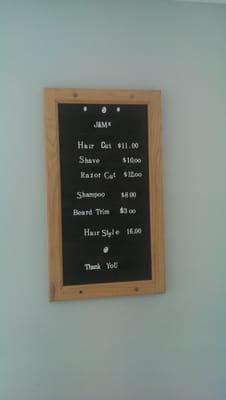 J&M's
Hair Cut $11.00
Shave $10.00
Razor Cut $12.00
Shampoo $8.00
Beard Trim $3.00
Hair Style 16.00
Thank YoU